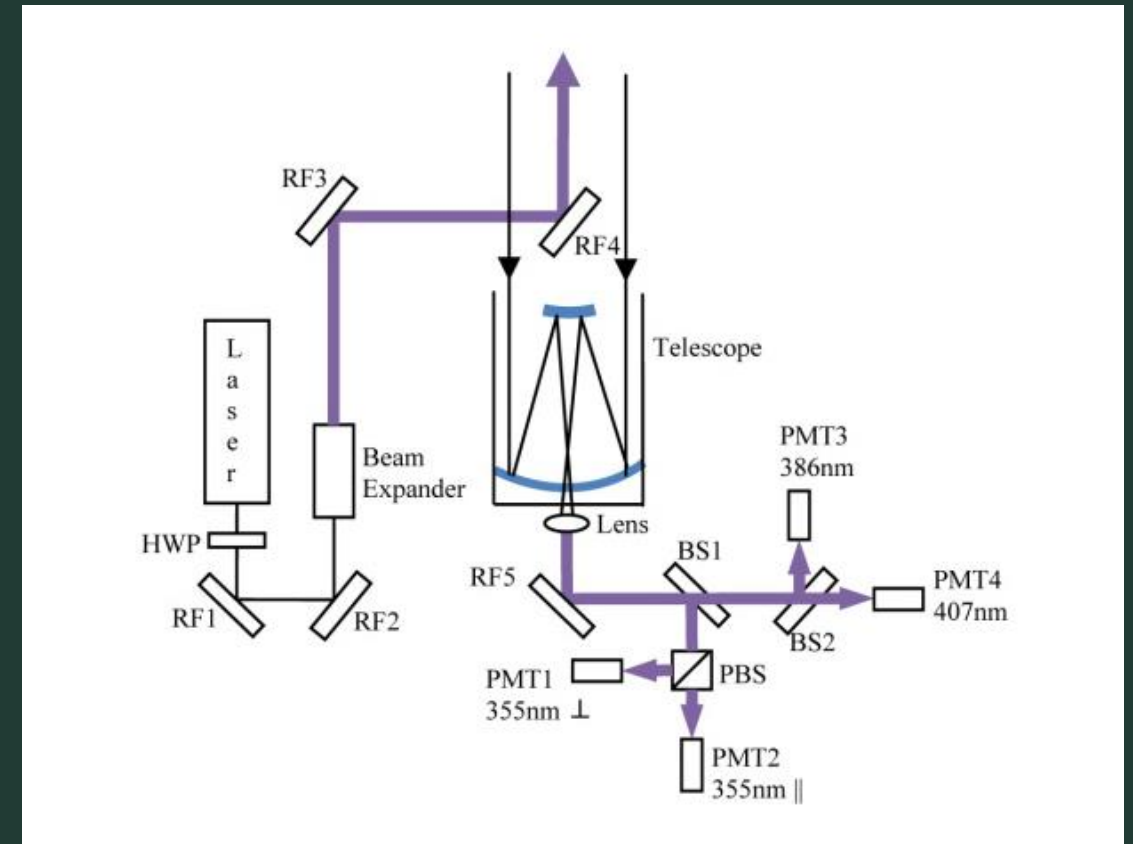 RF3
RF4
Laser
Telescope
Beam
Expander
HWP
RF1
RF2
Lens
RF5
BS1
PMT3
386nm
PMT4
407nm
BS2
PBS
PMT1
355nm ⊥
PMT2
355nm ||